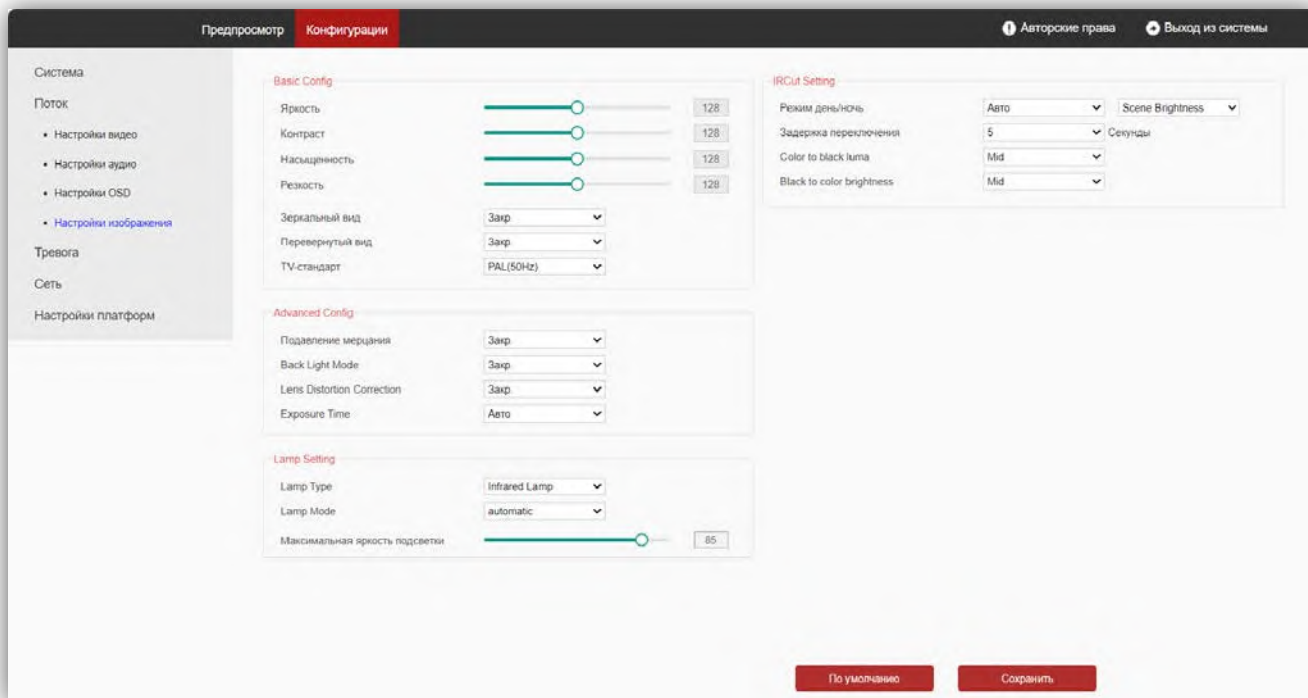 Предпросмотр Конфигурации Авторские права Выход из системы
Система
Поток
• Настройки видео
• Настройки аудио
• Настройки OSD
• Настройки изображения
Тревога
Сеть
Настройки платформ
Basic Config
Яркость 128
Контраст 128
Насыщенность 128
Резкость 128
Зеркальный вид Закр.
Перевернутый вид Закр.
TV-стандарт PAL(50Hz)
Advanced Config
Подавление мерцания Закр.
Back Light Mode Закр.
Lens Distortion Correction Закр.
Exposure Time Авто
Lamp Setting
Lamp Type Infrared Lamp
Lamp Mode automatic
Максимальная яркость подсветки 85
IRCut Setting
Режим день/ночь Авто Scene Brightness
Задержка переключения 5 Секунды
Color to black luma Mid
Black to color brightness Mid
По умолчанию Сохранить